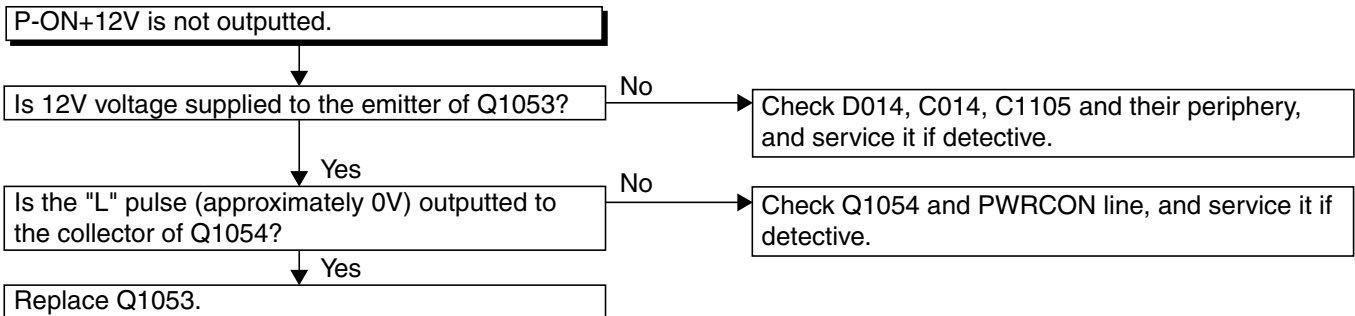 P-ON+12V is not outputted.
Is 12V voltage supplied to the emitter of Q1053?
No
Check D014, C014, C1105 and their periphery,
and service it if detective.
Yes
Is the "L" pulse (approximately 0V) outputted to
the collector of Q1054?
No
Check Q1054 and PWRCON line, and service it if
detective.
Yes
Replace Q1053.